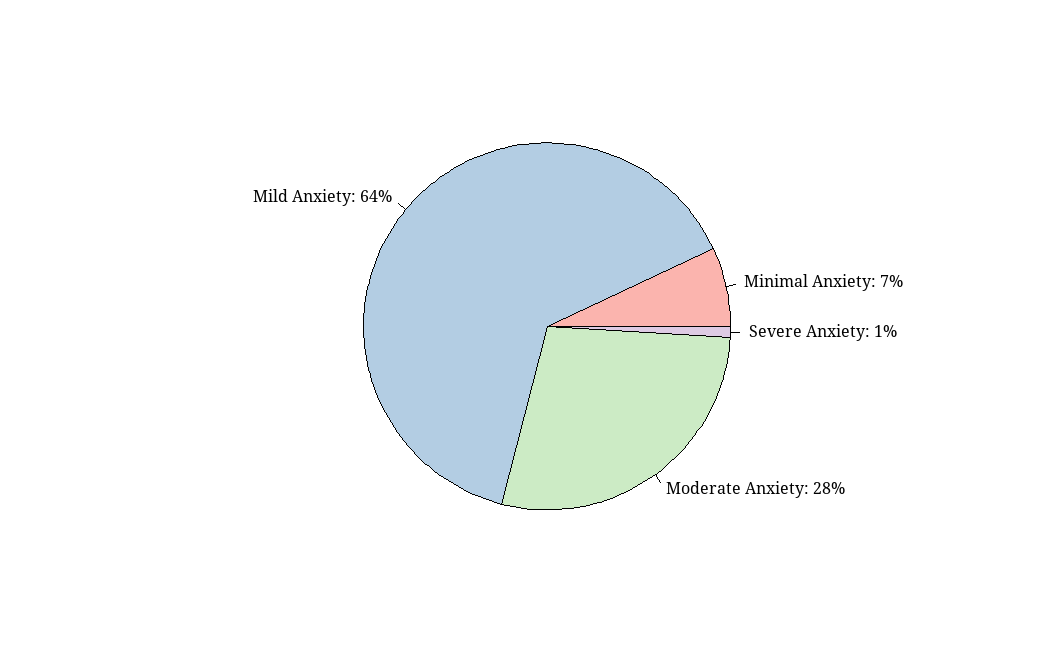 Mild Anxiety: 64%
Minimal Anxiety: 7%
Severe Anxiety: 1%
Moderate Anxiety: 28%